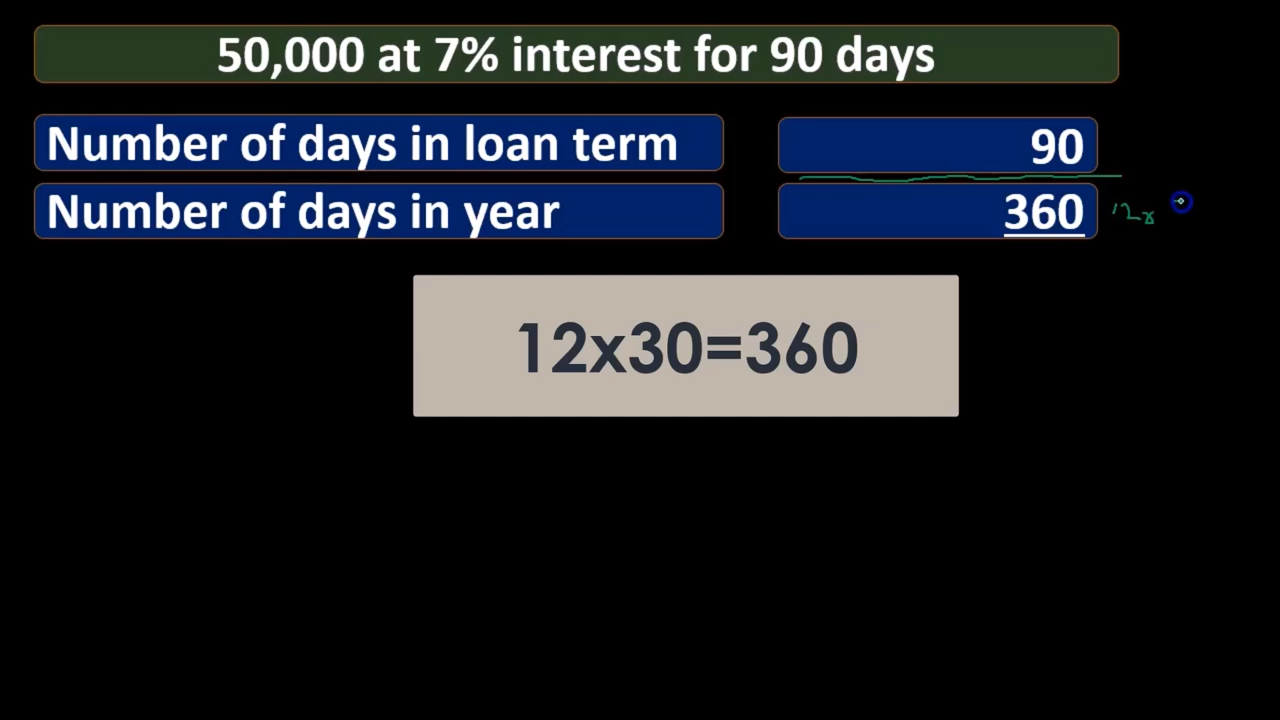 50,000 at 7% interest for 90 days
Number of days in loan term 90
Number of days in year 360 12x
12x30=360